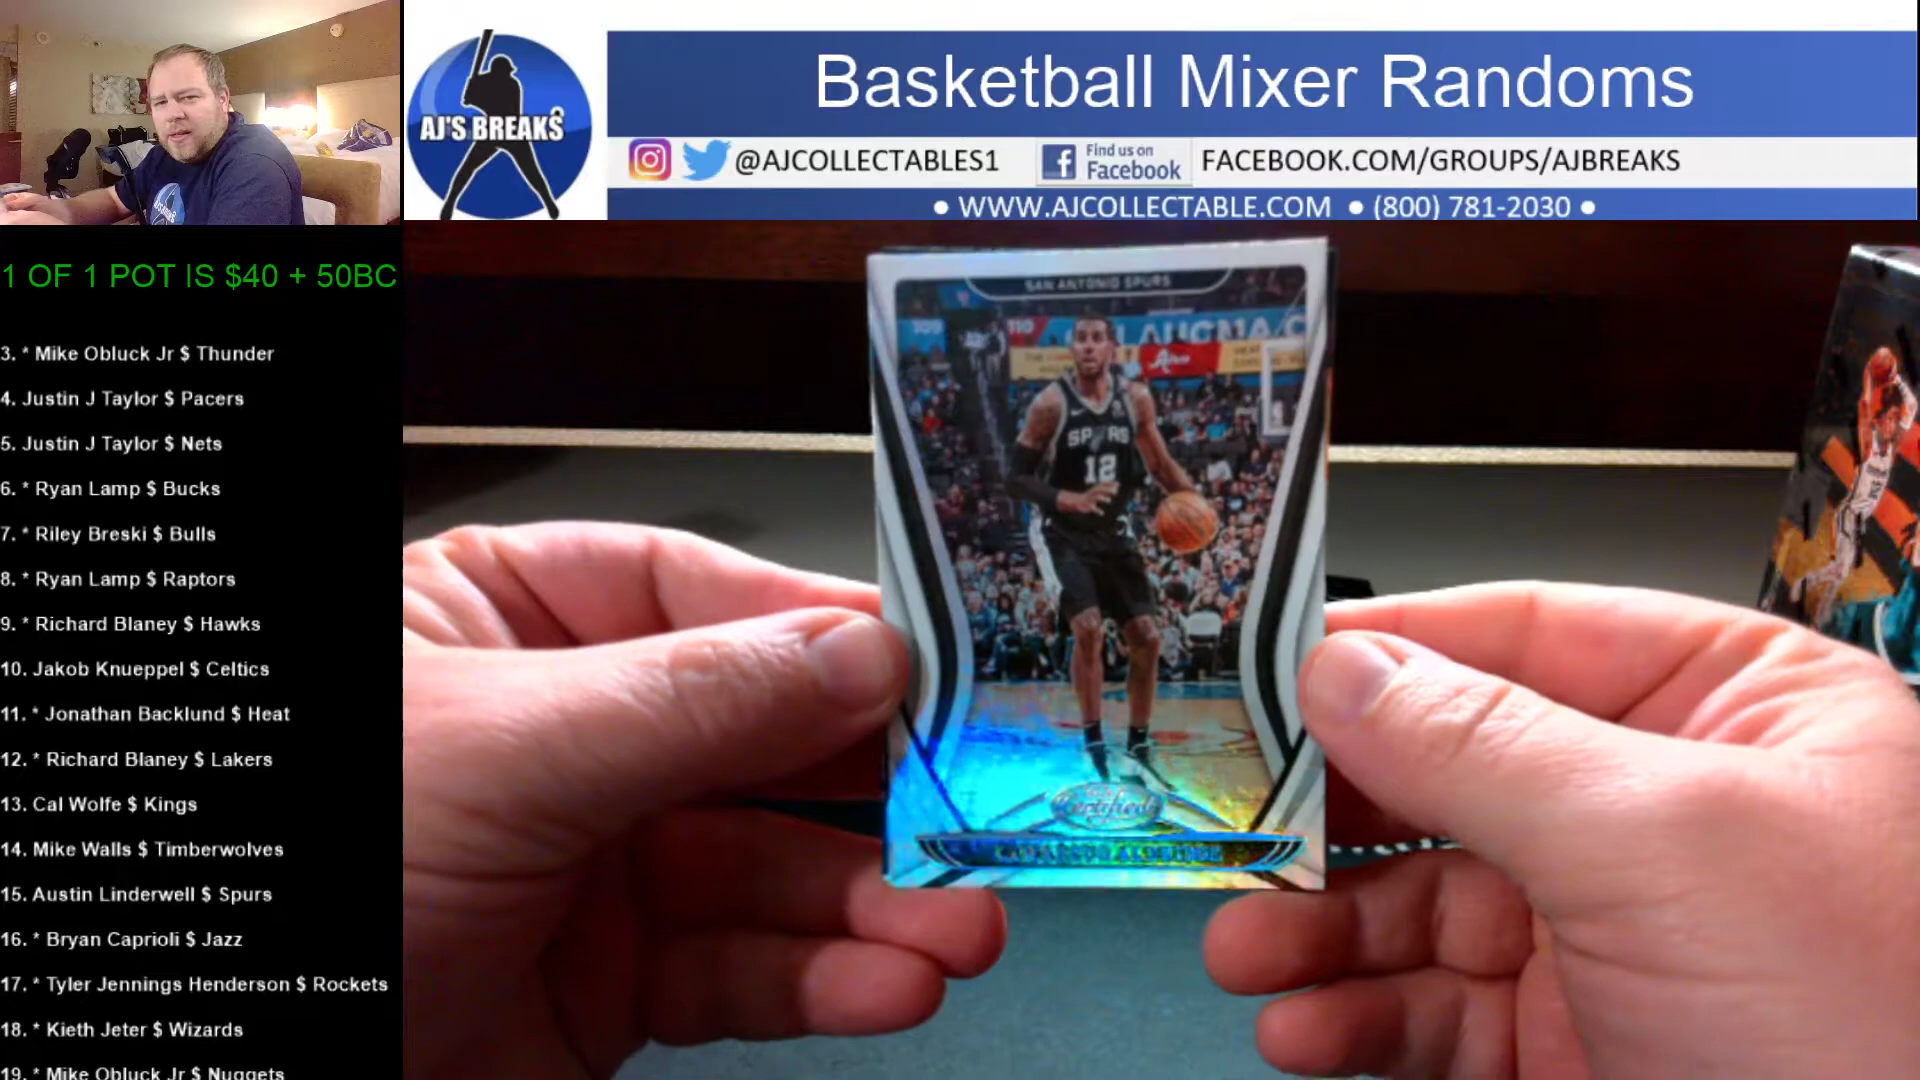 Basketball Mixer Randoms
AJ'S BREAKS
@AJCOLLECTABLES1
Find us on
Facebook
FACEBOOK.COM/GROUPS/AJBREAKS
● WWW.AJCOLLECTABLE.COM ● (800) 781-2030 ●
1 OF 1 POT IS $40 + 50BC
3. * Mike Obluck Jr $ Thunder
4. Justin J Taylor $ Pacers
5. Justin J Taylor $ Nets
6. * Ryan Lamp $ Bucks
7. * Riley Breski $ Bulls
8. * Ryan Lamp $ Raptors
9. * Richard Blaney $ Hawks
10. Jakob Knueppel $ Celtics
11. * Jonathan Backlund $ Heat
12. * Richard Blaney $ Lakers
13. Cal Wolfe $ Kings
14. Mike Walls $ Timberwolves
15. Austin Linderwell $ Spurs
16. * Bryan Caprioli $ Jazz
17. * Tyler Jennings Henderson $ Rockets
18. * Kieth Jeter $ Wizards
19. * Mike Obluck Jr $ Nuggets
SAN ANTONIO SPURS
109
110
SPURS
12
Certified